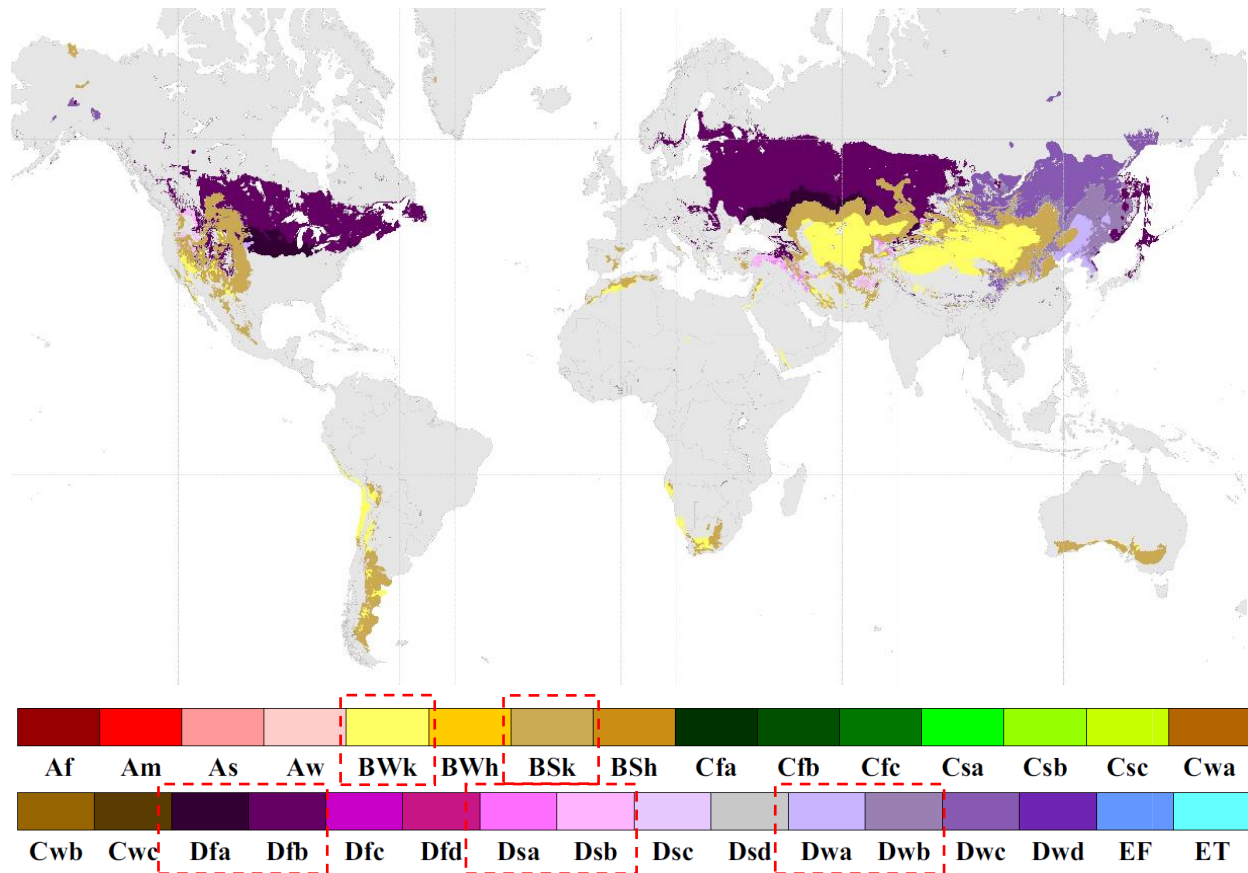 Af Am As Aw BWk BWh BSk BSh Cfa Cfb Cfc Csa Csb Csc Cwa
Cwb Cwc Dfa Dfb Dfc Dfd Dsa Dsb Dsc Dsd Dwa Dwb Dwc Dwd EF ET